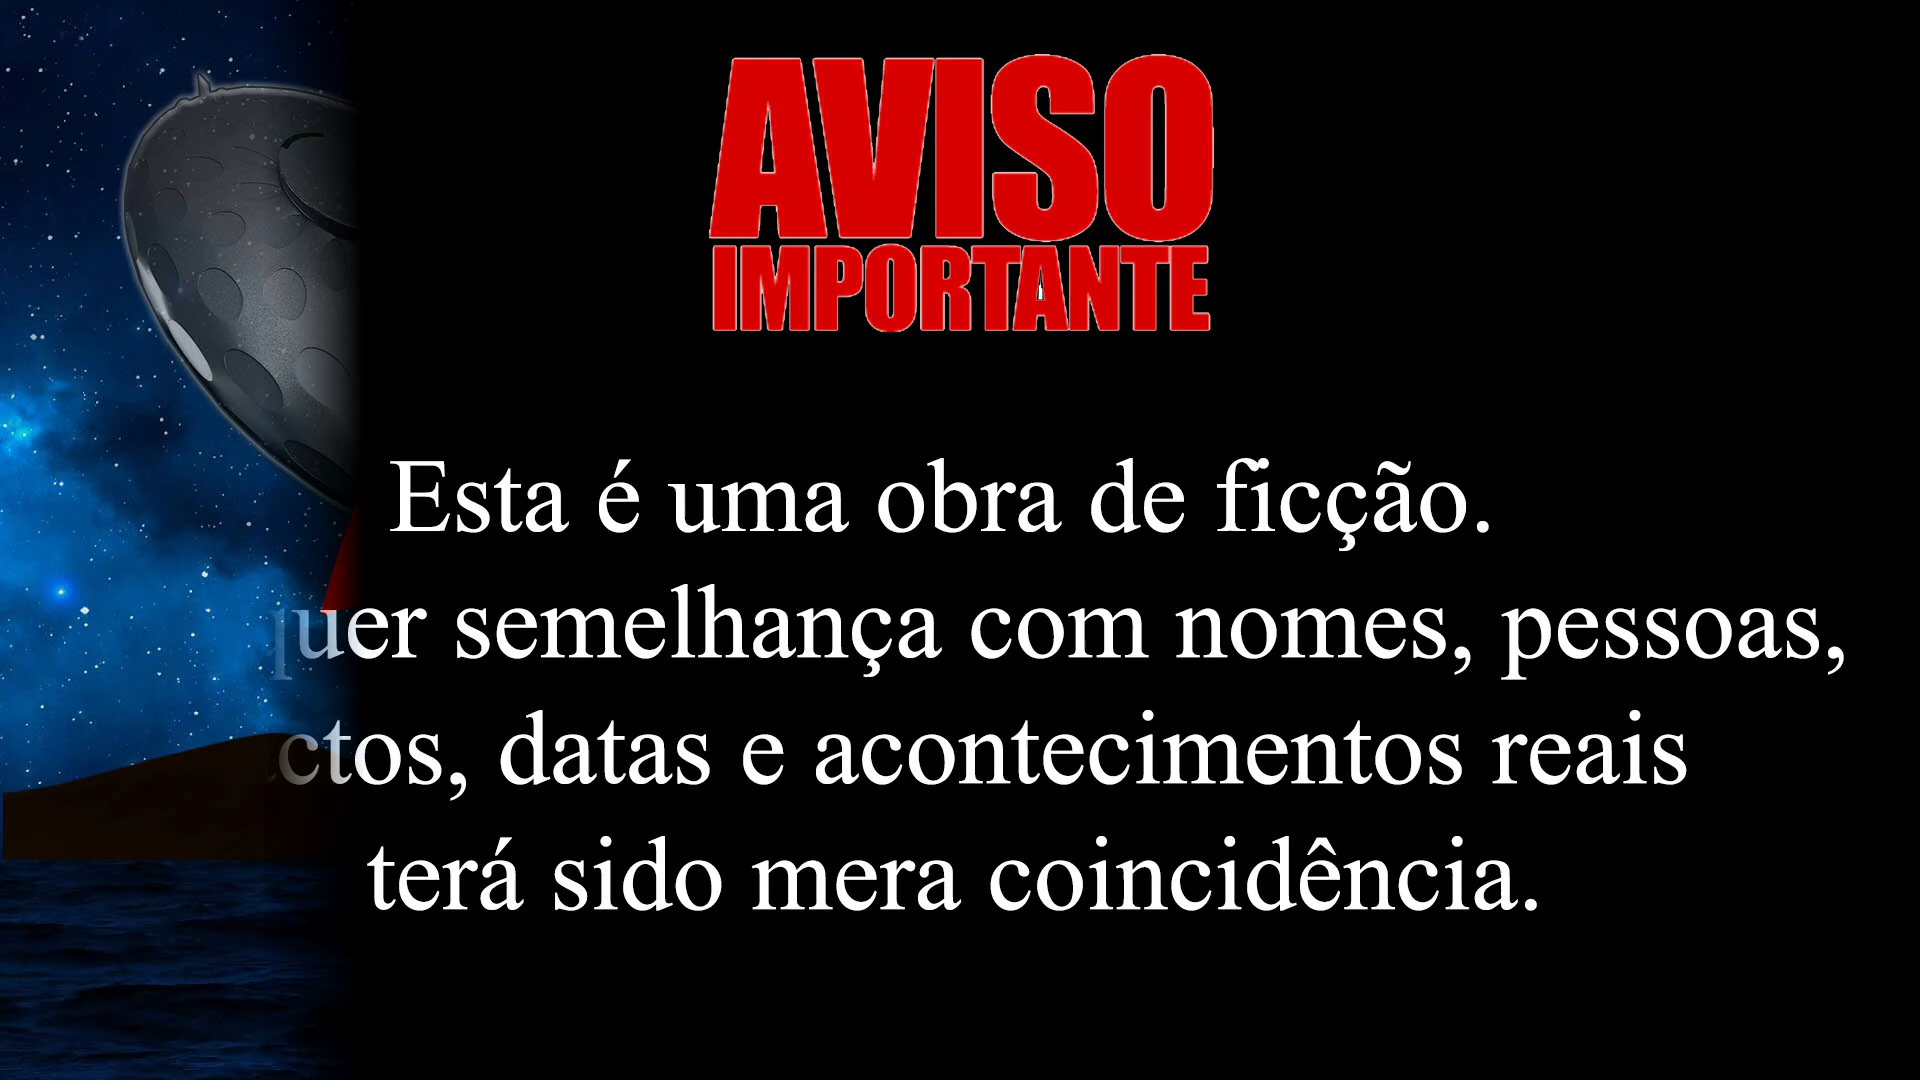 AVISO
IMPORTANTE
Esta é uma obra de ficção.
quer semelhança com nomes, pessoas,
ctos, datas e acontecimentos reais
terá sido mera coincidência.